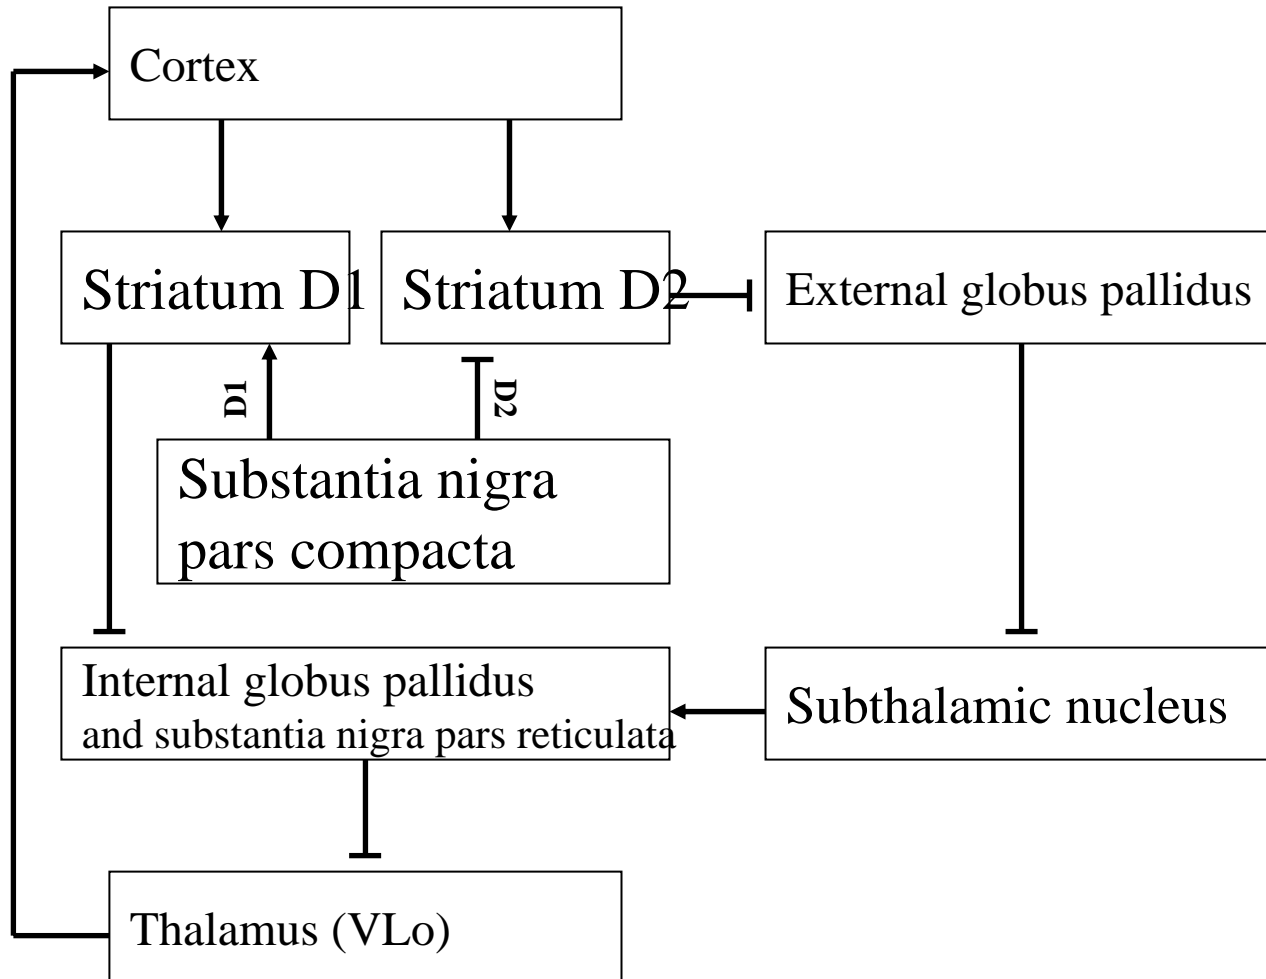 Cortex
Striatum D1
Striatum D2
External globus pallidus
D1
D2
Substantia nigra
pars compacta
Internal globus pallidus
and substantia nigra pars reticulata
Subthalamic nucleus
Thalamus (VLo)